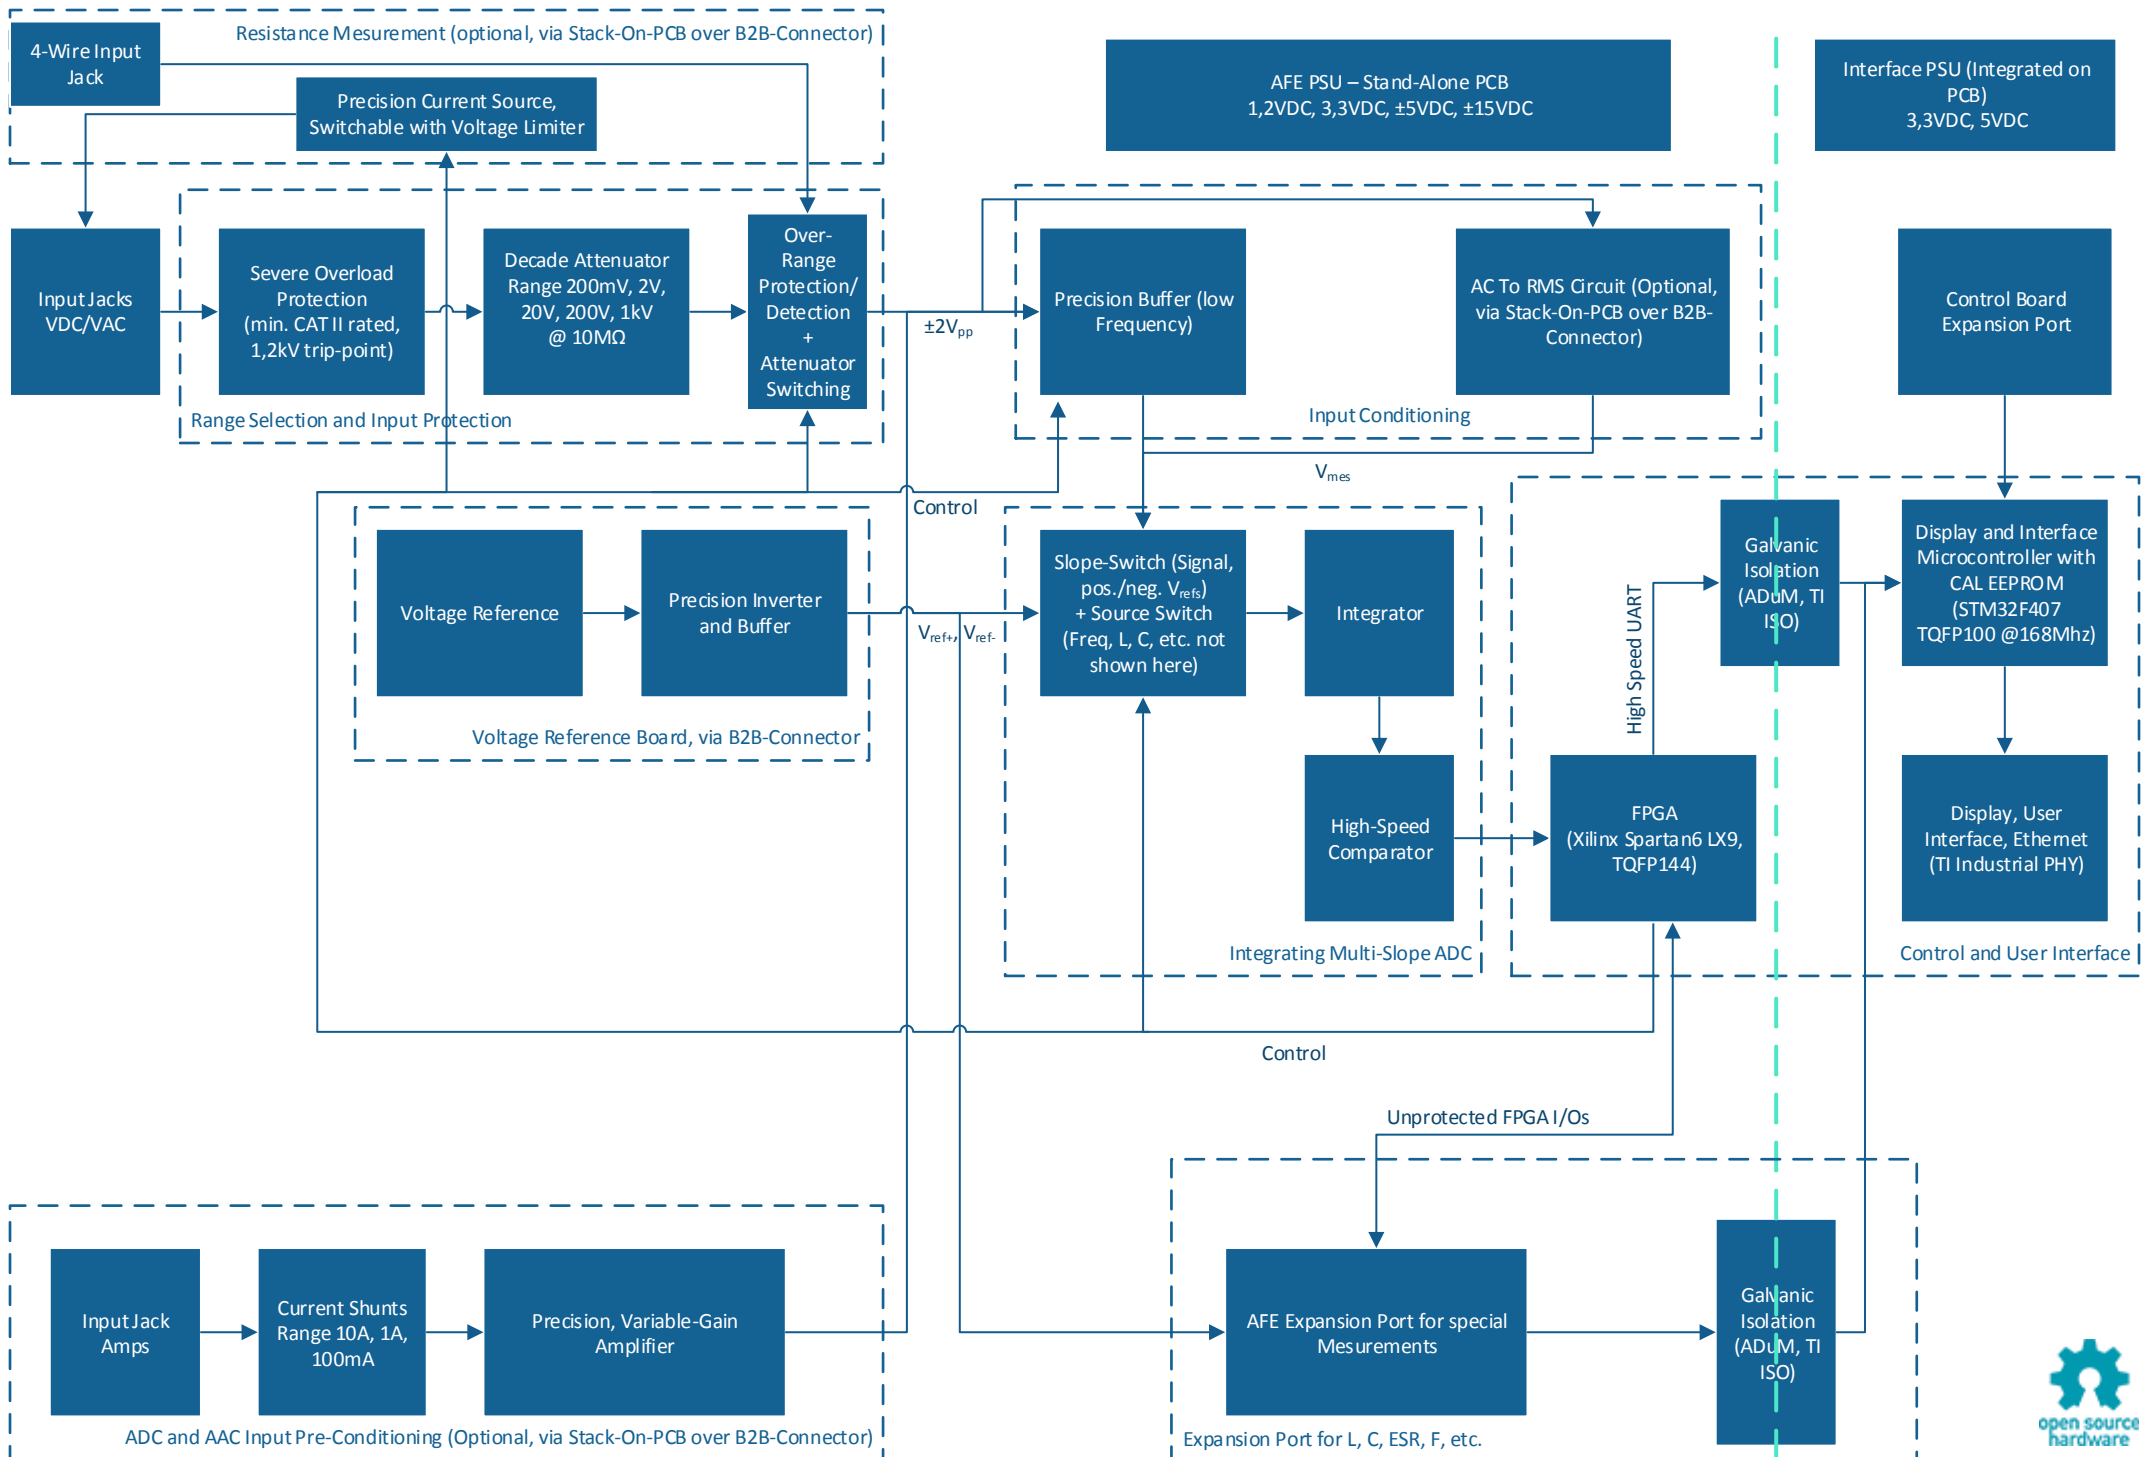 Resistance Mesurement (optional, via Stack-On-PCB over B2B-Connector)
4-Wire Input
Jack
Precision Current Source,
Switchable with Voltage Limiter
AFE PSU – Stand-Alone PCB
1,2VDC, 3,3VDC, ±5VDC, ±15VDC
Interface PSU (Integrated on
PCB)
3,3VDC, 5VDC
Input Jacks
VDC/VAC
Severe Overload
Protection
(min. CAT II rated,
1,2kV trip-point)
Decade Attenuator
Range 200mV, 2V,
20V, 200V, 1kV
@ 10MΩ
Over-
Range
Protection/
Detection
+
Attenuator
Switching
Range Selection and Input Protection
±2Vpp
Precision Buffer (low
Frequency)
AC To RMS Circuit (Optional,
via Stack-On-PCB over B2B-
Connector)
Input Conditioning
Control Board
Expansion Port
Vmes
Control
Voltage Reference
Precision Inverter
and Buffer
Voltage Reference Board, via B2B-Connector
Vref+, Vref-
Slope-Switch (Signal,
pos./neg. Vrefs)
+ Source Switch
(Freq, L, C, etc. not
shown here)
Integrator
High-Speed
Comparator
Integrating Multi-Slope ADC
High Speed UART
Galvanic
Isolation
(ADuM, TI
ISO)
Display and Interface
Microcontroller with
CAL EEPROM
(STM32F407
TQFP100 @168Mhz)
FPGA
(Xilinx Spartan6 LX9,
TQFP144)
Display, User
Interface, Ethernet
(TI Industrial PHY)
Control and User Interface
Control
Unprotected FPGA I/Os
Input Jack
Amps
Current Shunts
Range 10A, 1A,
100mA
Precision, Variable-Gain
Amplifier
ADC and AAC Input Pre-Conditioning (Optional, via Stack-On-PCB over B2B-Connector)
AFE Expansion Port for special
Mesurements
Galvanic
Isolation
(ADuM, TI
ISO)
Expansion Port for L, C, ESR, F, etc.
open source
hardware